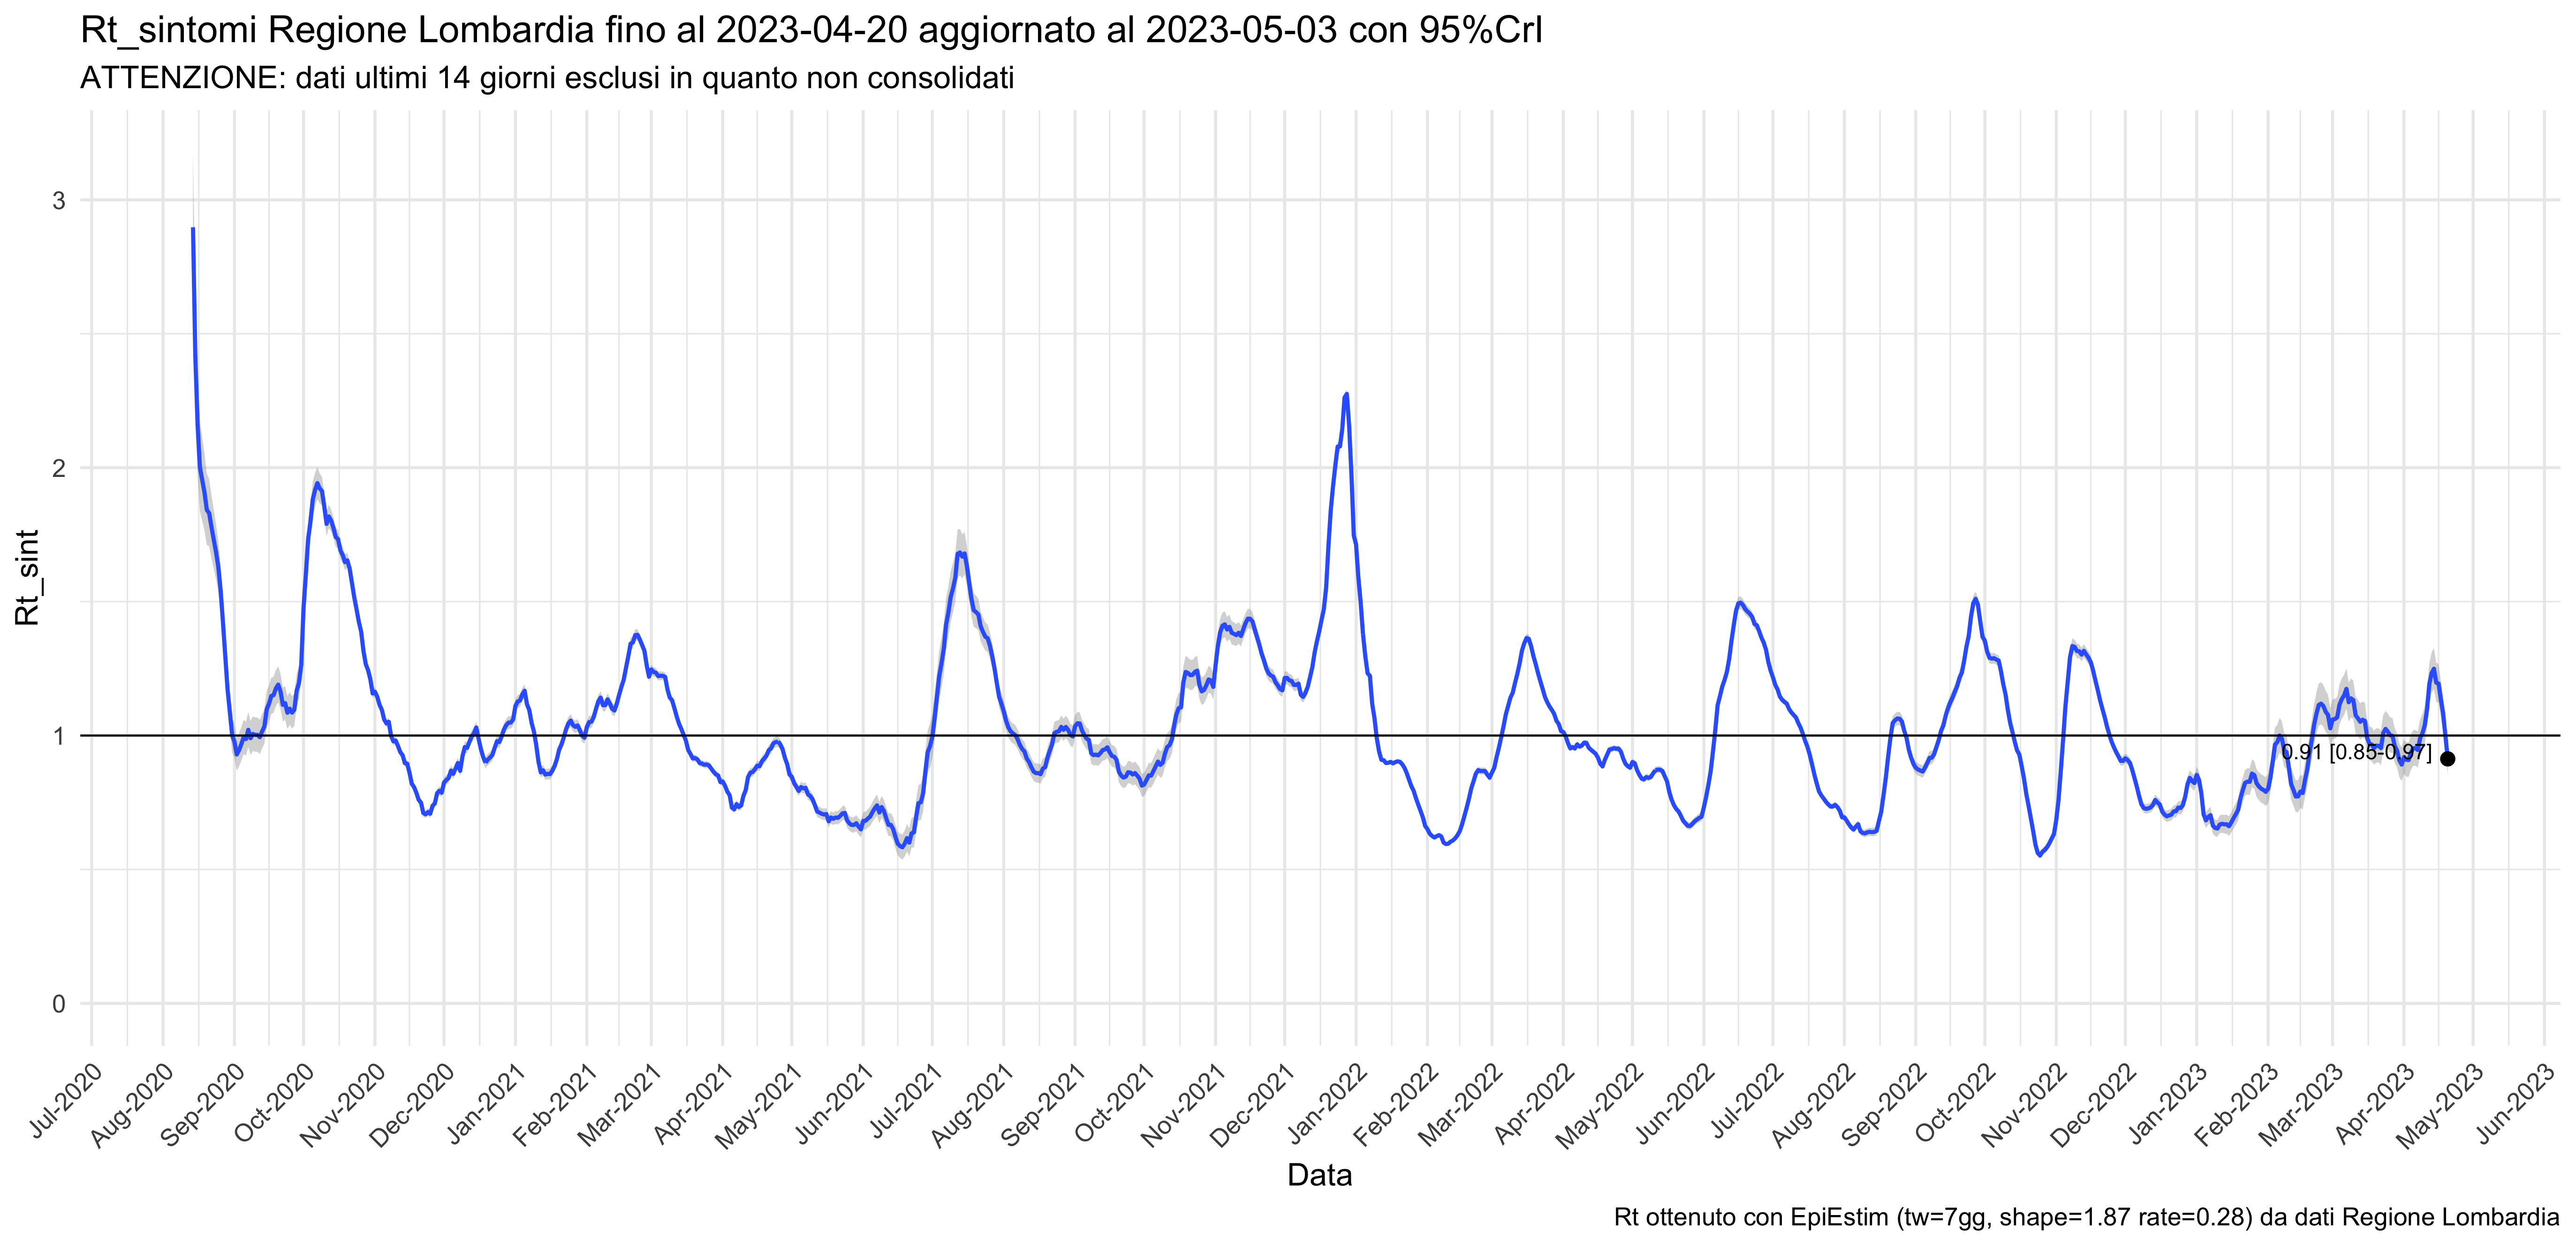 Rt_sintomi Regione Lombardia fino al 2023-04-20 aggiornato al 2023-05-03 con 95%CrI
ATTENZIONE: dati ultimi 14 giorni esclusi in quanto non consolidati
Rt_sint
3
2
1
0
0.91 [0.85-0.97]
Jul-2020
Aug-2020
Sep-2020
Oct-2020
Nov-2020
Dec-2020
Jan-2021
Feb-2021
Mar-2021
Apr-2021
May-2021
Jun-2021
Jul-2021
Aug-2021
Sep-2021
Oct-2021
Nov-2021
Dec-2021
Jan-2022
Feb-2022
Mar-2022
Apr-2022
May-2022
Jun-2022
Jul-2022
Aug-2022
Sep-2022
Oct-2022
Nov-2022
Dec-2022
Jan-2023
Feb-2023
Mar-2023
Apr-2023
May-2023
Jun-2023
Data
Rt ottenuto con EpiEstim (tw=7gg, shape=1.87 rate=0.28) da dati Regione Lombardia